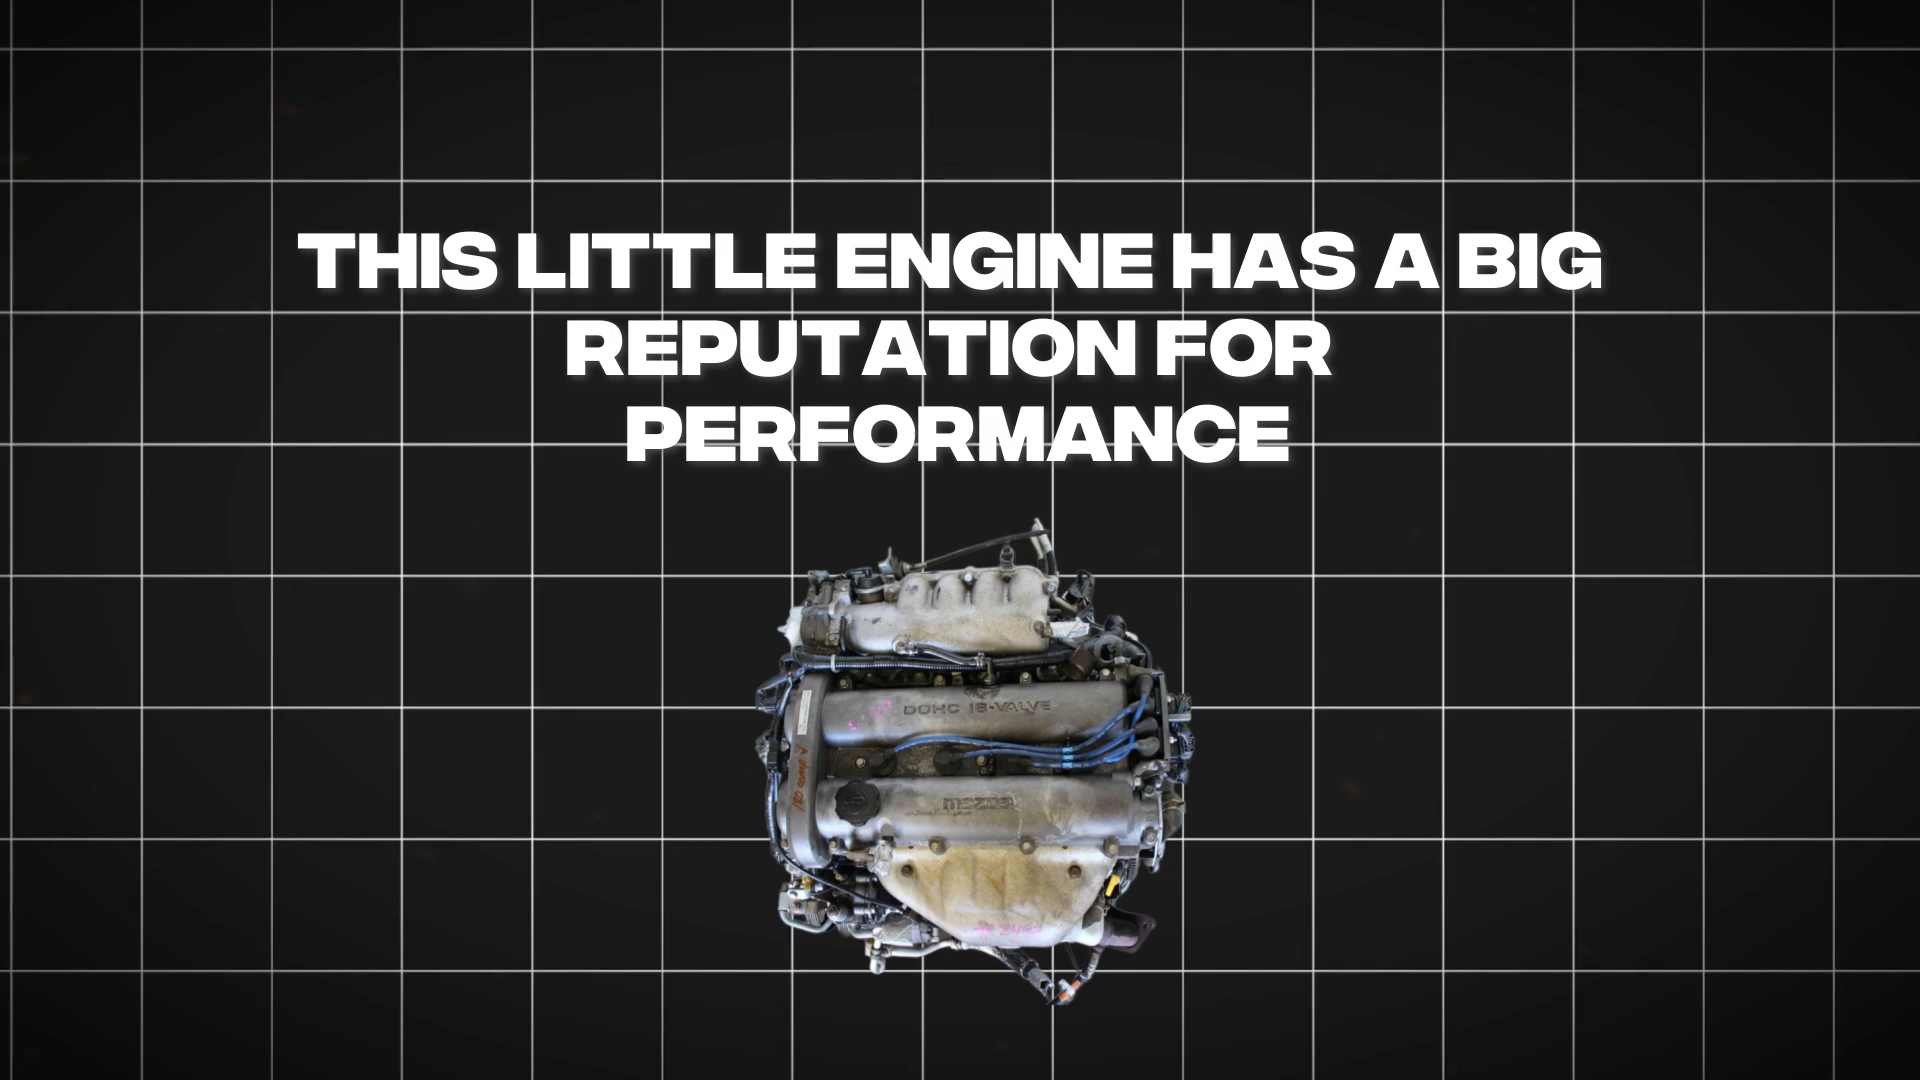 THIS LITTLE ENGINE HAS A BIG
REPUTATION FOR
PERFORMANCE
DOHC 16-VALVE
mazda